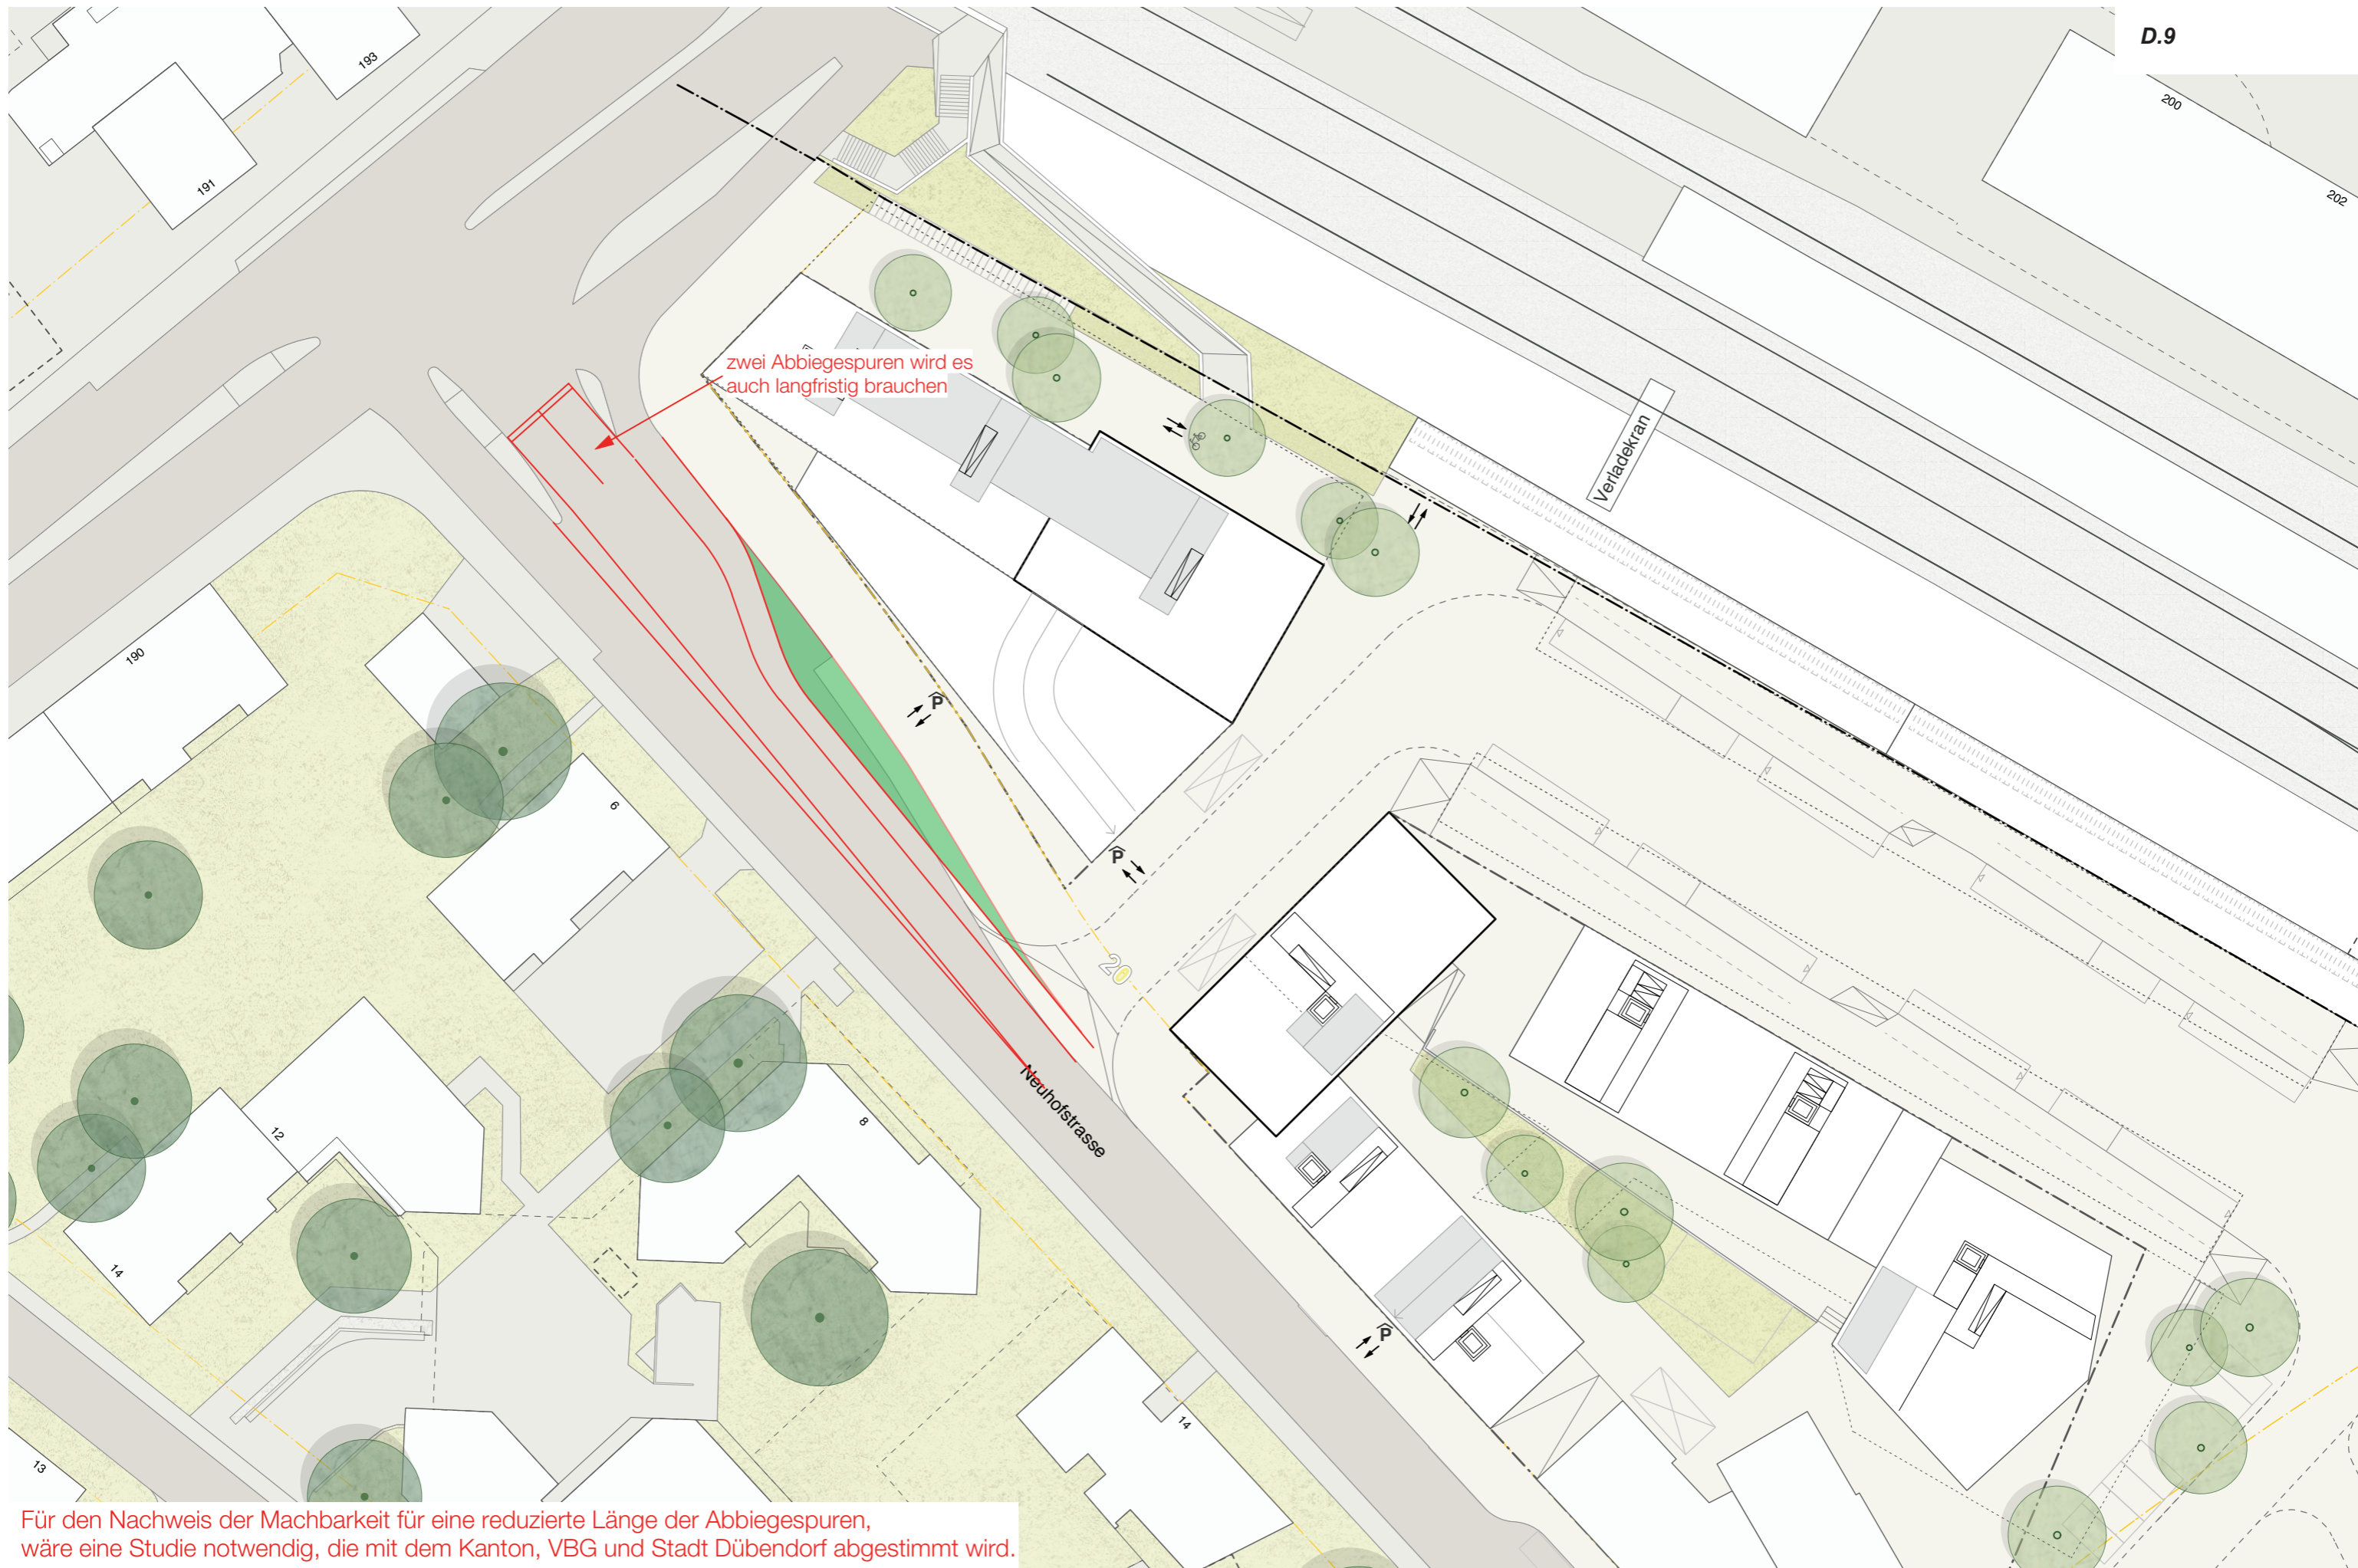 D.9
193
200
191
202
zwei Abbiegespuren wird es
auch langfristig brauchen
Verladekran
190
P
6
P
20
Neuhofstrasse
8
12
14
P
14
13
Für den Nachweis der Machbarkeit für eine reduzierte Länge der Abbiegespuren,
wäre eine Studie notwendig, die mit dem Kanton, VBG und Stadt Dübendorf abgestimmt wird.